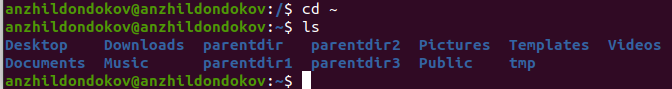 anzhildondokov@anzhildondokov:/$ cd ~
anzhildondokov@anzhildondokov:~$ ls
Desktop    Downloads  parentdir   parentdir2  Pictures  Templates  Videos
Documents  Music      parentdir1  parentdir3  Public    tmp
anzhildondokov@anzhildondokov:~$